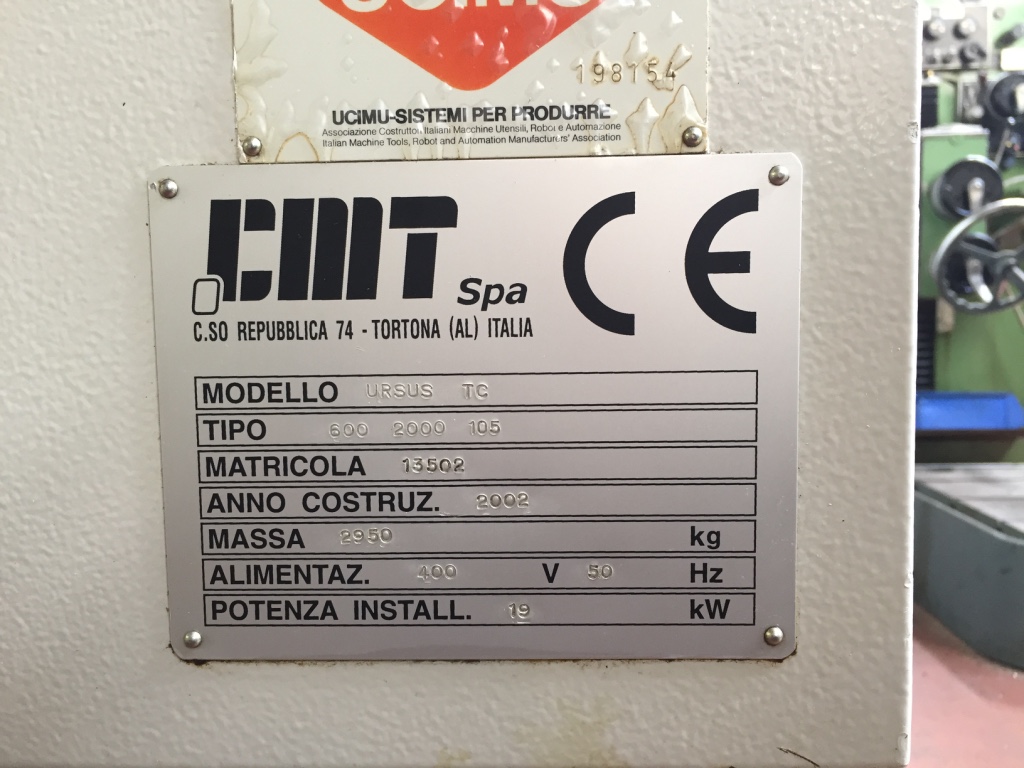 UCIMU
198154
UCIMU-SISTEMI PER PRODURRE
Associazione Costruttori Italiani Macchine Utensili, Robot e Automazione
Italian Machine Tools, Robot and Automation Manufacturers' Association
CMT Spa CE
C.SO REPUBBLICA 74 - TORTONA (AL) ITALIA
MODELLO URSUS TC
TIPO 600 2000 105
MATRICOLA 13502
ANNO COSTRUZ. 2002
MASSA 2950 kg
ALIMENTAZ. 400 V 50 Hz
POTENZA INSTALL. 19 kW